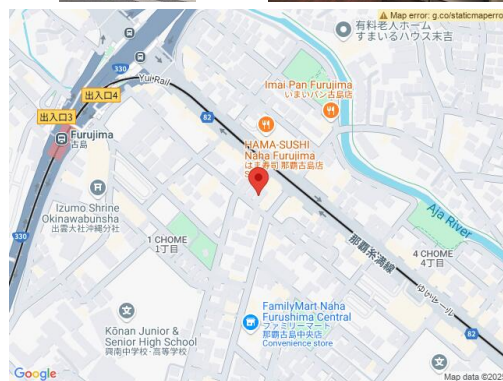 Map error: g.co/staticmaperro
有料老人ホーム
すまいるハウス末吉
330
Yui Rail
出入口4
出入口3
82
Imai Pan Furujima
いまいパン古島店
Furujima
古島
HAMA-SUSHI
Naha Furujima
はま寿司 那覇古島店
Izumo Shrine
Okinawabunsha
出雲大社沖縄分社
Aja River
330
1 CHOME
1丁目
那覇糸満線
4 CHOME
4丁目
ゆいレール
FamilyMart Naha
Furushima Central
ファミリーマート
那覇古島中央店
Convenience store
Kōnan Junior &
Senior High School
興南中学校・高等学校
82
Google
Map data ©202